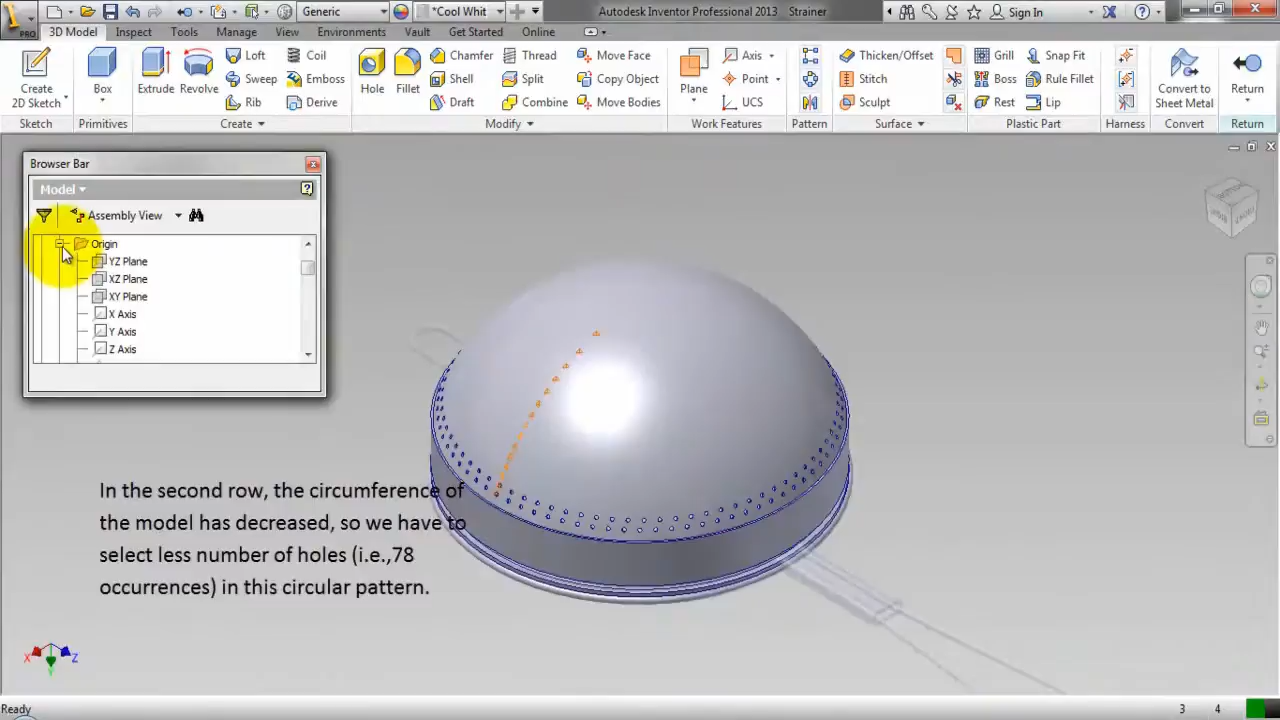 PRO
Generic
*Cool Whit
Autodesk Inventor Professional 2013 Strainer
Sign In
3D Model Inspect Tools Manage View Environments Vault Get Started Online
Create
2D Sketch
Box
Extrude
Revolve
Loft
Sweep
Rib
Coil
Emboss
Derive
Hole
Fillet
Chamfer
Shell
Draft
Thread
Split
Combine
Move Face
Copy Object
Move Bodies
Plane
Axis
Point
UCS
Thicken/Offset
Stitch
Sculpt
Grill
Boss
Rest
Snap Fit
Rule Fillet
Lip
Convert to
Sheet Metal
Return
Sketch Primitives Create Modify Work Features Pattern Surface Plastic Part Harness Convert Return
Browser Bar
Model
Assembly View
Origin
YZ Plane
XZ Plane
XY Plane
X Axis
Y Axis
Z Axis
BOTTOM
In the second row, the circumference of
the model has decreased, so we have to
select less number of holes (i.e.,78
occurrences) in this circular pattern.
X
Y
Z
Ready
3 4